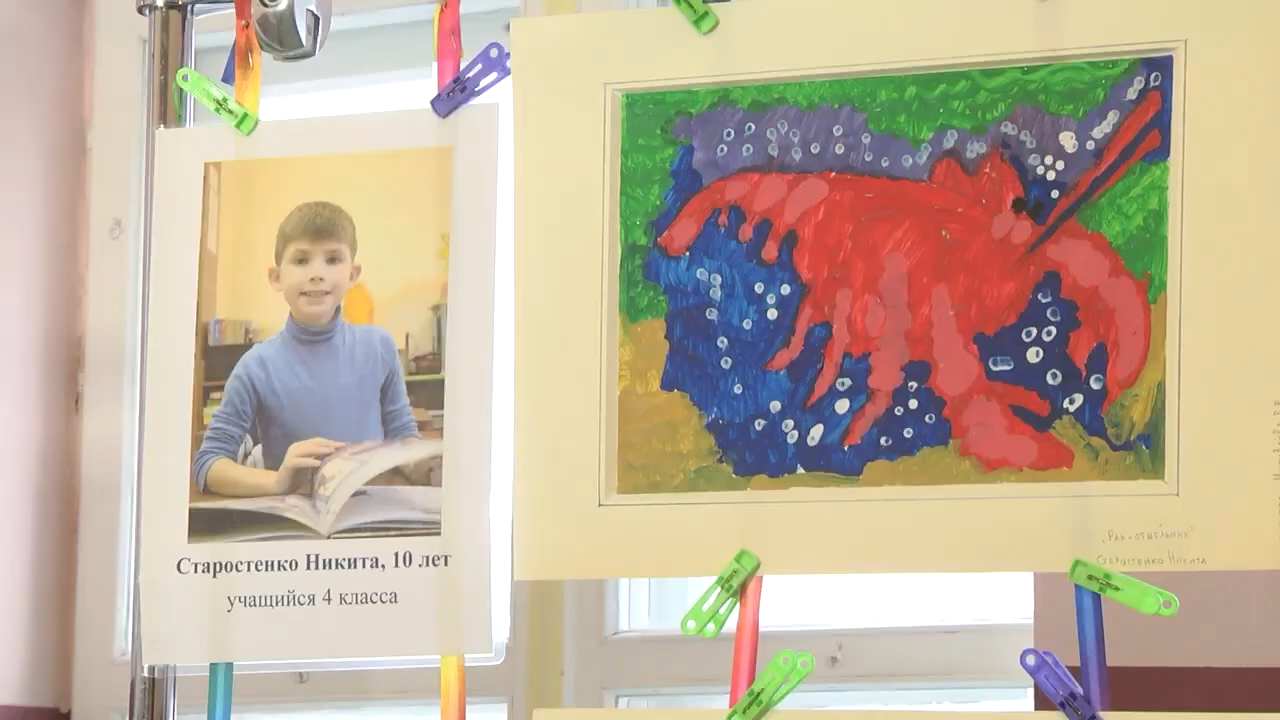 Старостенко Никита, 10 лет
учащийся 4 класса
„Рак-отшельник"
Старостенко Никита